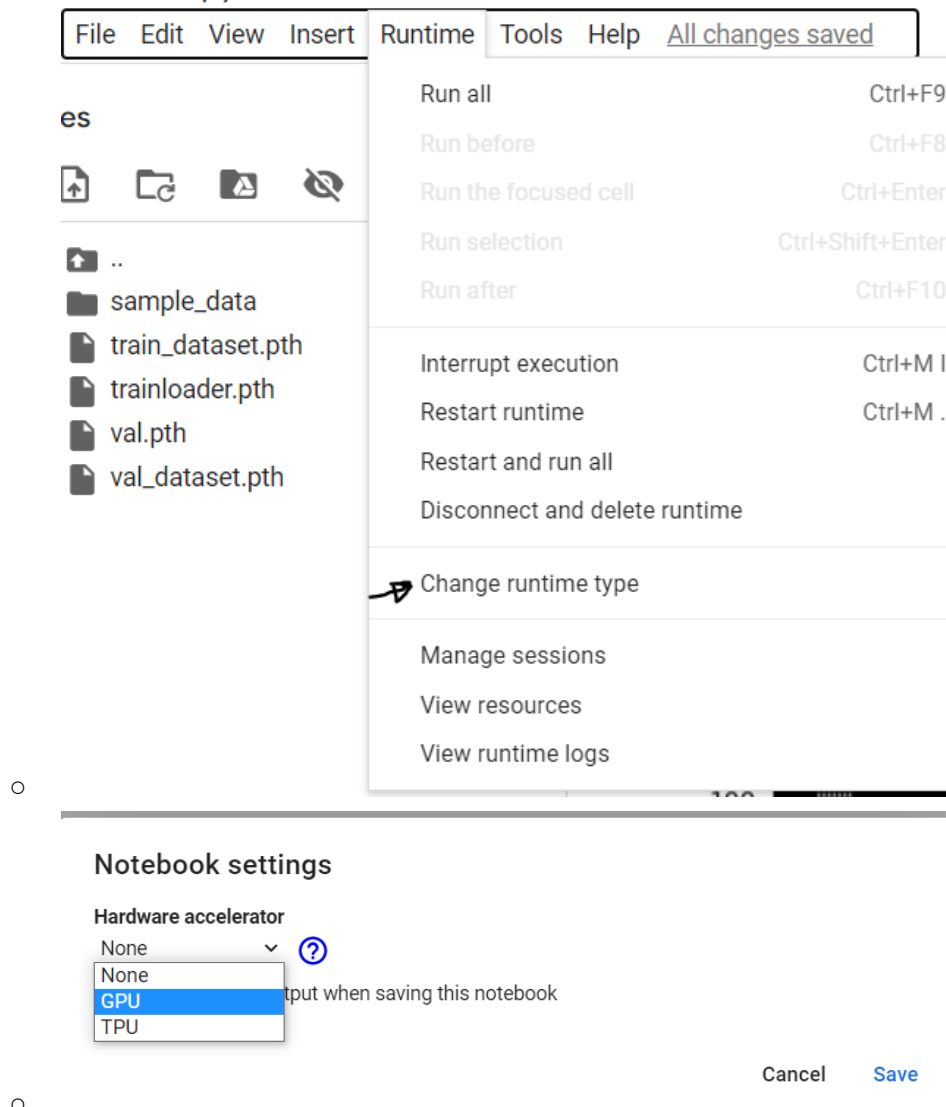 File Edit View Insert Runtime Tools Help All changes saved
es
Run all Ctrl+F9
Run before Ctrl+F8
Run the focused cell Ctrl+Enter
Run selection Ctrl+Shift+Enter
Run after Ctrl+F10
..
sample_data
train_dataset.pth
trainloader.pth
val.pth
val_dataset.pth
Interrupt execution Ctrl+M I
Restart runtime Ctrl+M .
Restart and run all
Disconnect and delete runtime
Change runtime type
Manage sessions
View resources
View runtime logs
Notebook settings
Hardware accelerator
None ?
None
GPU
TPU
tput when saving this notebook
Cancel Save